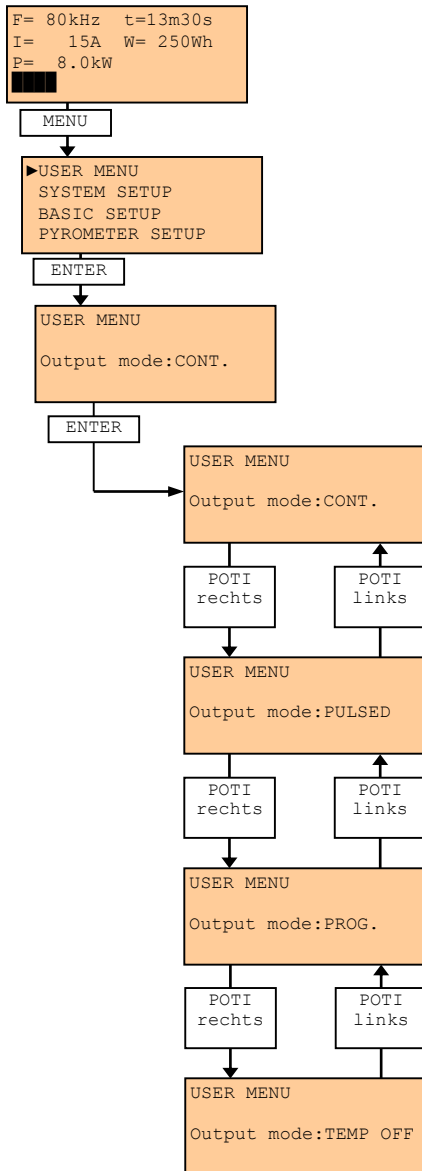 F= 80kHz t=13m30s
I= 15A W= 250Wh
P= 8.0kW
MENU
►USER MENU
SYSTEM SETUP
BASIC SETUP
PYROMETER SETUP
ENTER
USER MENU
Output mode:CONT.
ENTER
USER MENU
Output mode:CONT.
POTI
rechts
POTI
links
USER MENU
Output mode:PULSED
POTI
rechts
POTI
links
USER MENU
Output mode:PROG.
POTI
rechts
POTI
links
USER MENU
Output mode:TEMP OFF